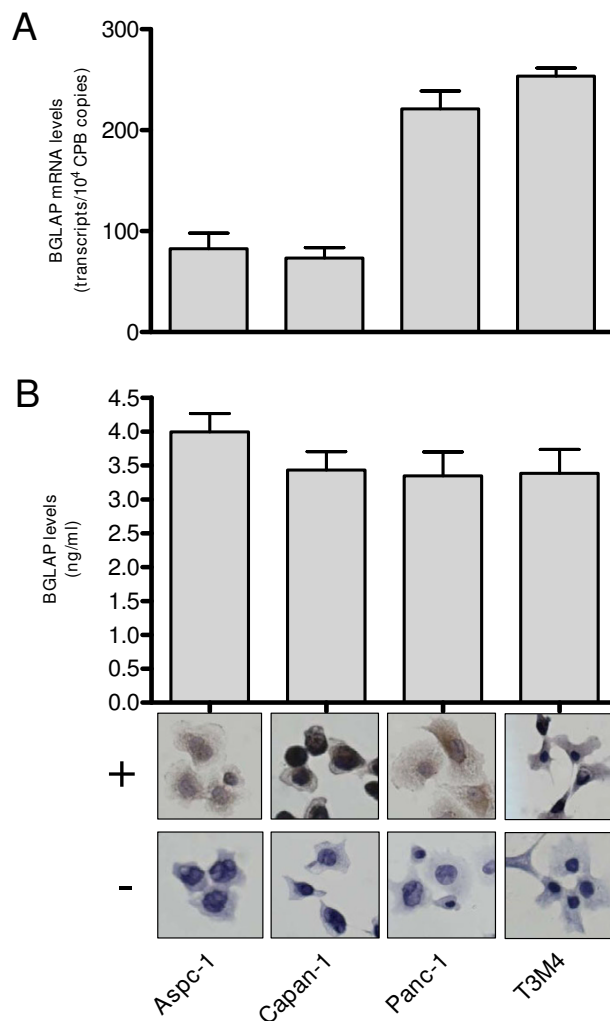 A
BGLAP mRNA levels
(transcripts/10⁴ CPB copies)
300
200
100
0
B
BGLAP levels
(ng/ml)
4.5
4.0
3.5
3.0
2.5
2.0
1.5
1.0
0.5
0.0
+
-
Aspc-1
Capan-1
Panc-1
T3M4